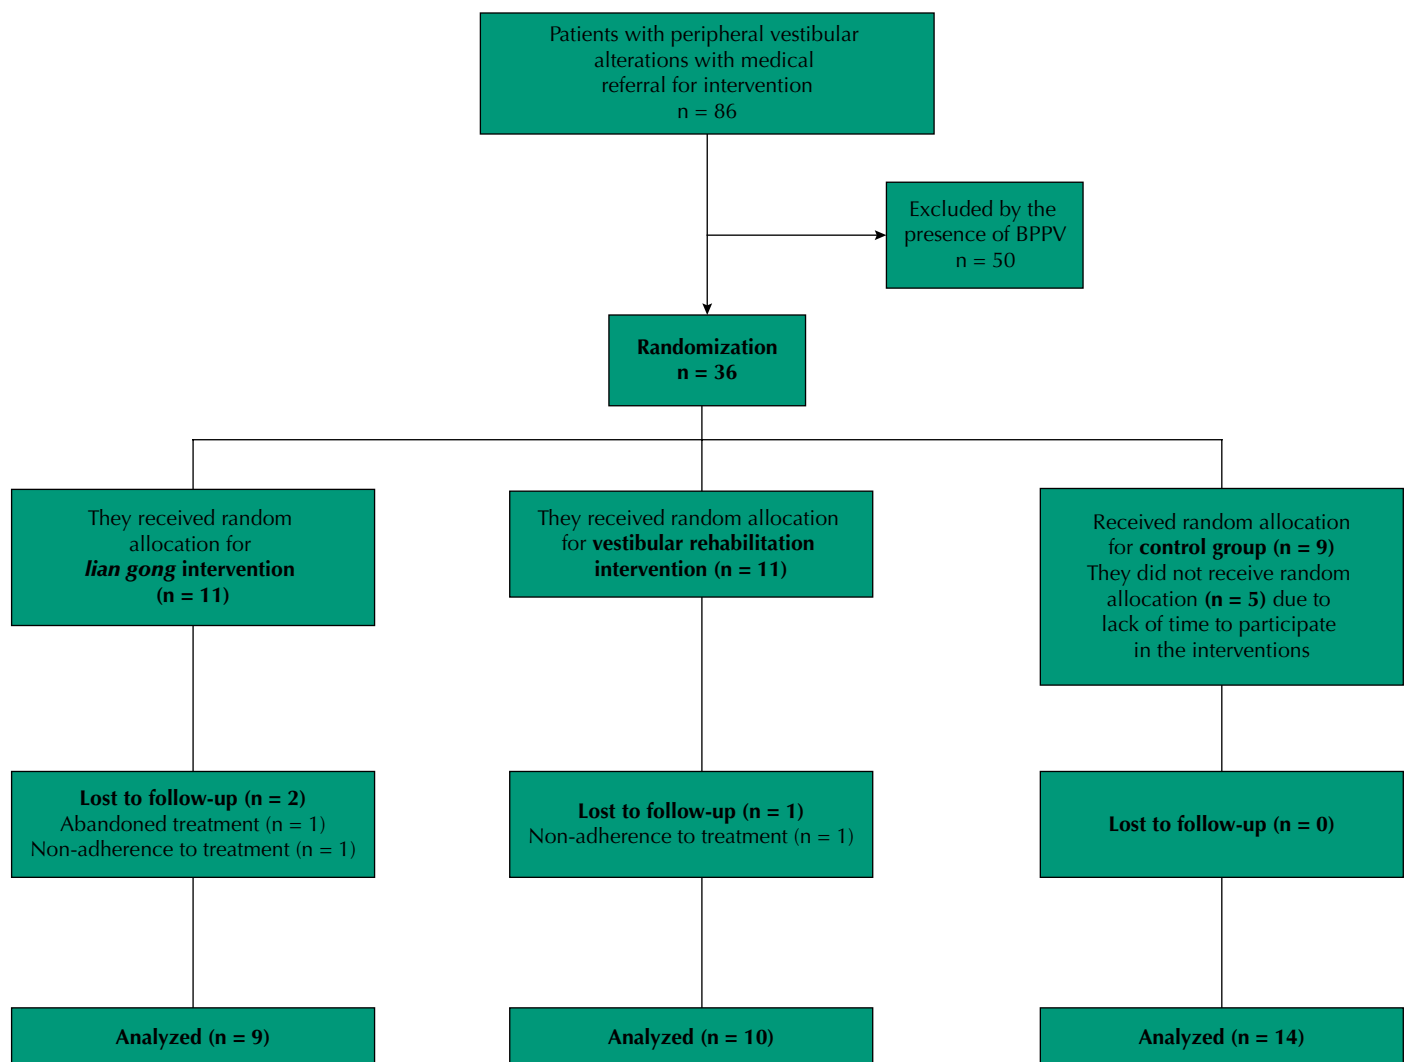 Patients with peripheral vestibular
alterations with medical
referral for intervention
n = 86
Excluded by the
presence of BPPV
n = 50
Randomization
n = 36
They received random
allocation for
lian gong intervention
(n = 11)
They received random allocation
for vestibular rehabilitation
intervention (n = 11)
Received random allocation
for control group (n = 9)
They did not receive random
allocation (n = 5) due to
lack of time to participate
in the interventions
Lost to follow-up (n = 2)
Abandoned treatment (n = 1)
Non-adherence to treatment (n = 1)
Lost to follow-up (n = 1)
Non-adherence to treatment (n = 1)
Lost to follow-up (n = 0)
Analyzed (n = 9)
Analyzed (n = 10)
Analyzed (n = 14)